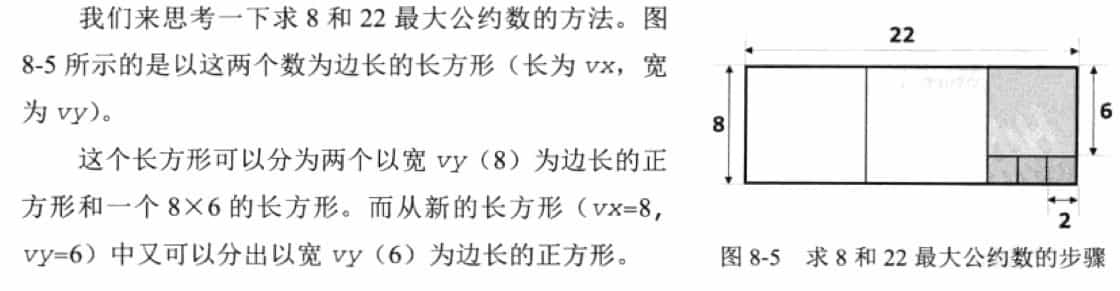 我们来思考一下求 8 和 22 最大公约数的方法。图
8-5 所示的是以这两个数为边长的长方形（长为 vx，宽
为 vy）。
这个长方形可以分为两个以宽 vy（8）为边长的正
方形和一个 8×6 的长方形。而从新的长方形（vx=8，
vy=6）中又可以分出以宽 vy（6）为边长的正方形。
22
8
6
2
图 8-5 求 8 和 22 最大公约数的步骤